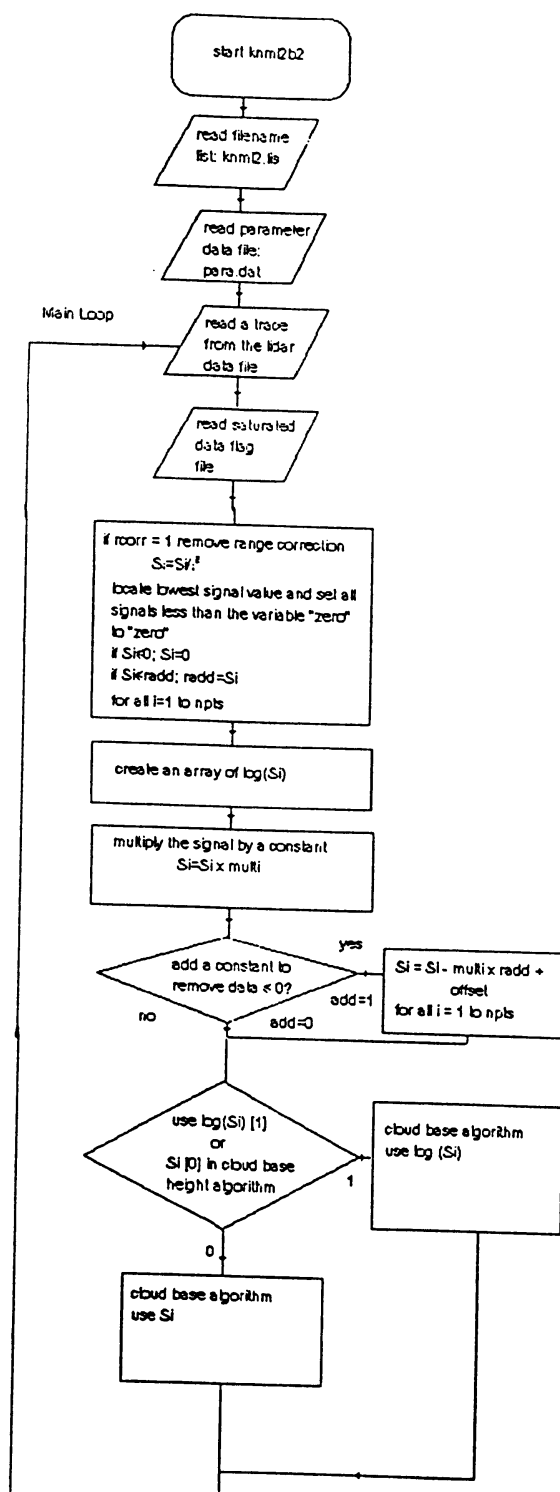 start knml2b2
read filename
list: knml2.lis
read parameter
data file:
para.dat
Main Loop
read a trace
from the lidar
data file
read saturated
data flag
file
if rcorr = 1 remove range correction
Si=Si/i²
locale lowest signal value and set all
signals less than the variable "zero"
to "zero"
if Si<0; Si=0
if Si<radd; radd=Si
for all i=1 to npts
create an array of log(Si)
multiply the signal by a constant
Si=Si x multi
add a constant to
remove data < 0?
yes
add=1
no
add=0
Si = Si - multi x radd +
offset
for all i = 1 to npts
use log(Si) [1]
or
Si [0] in cloud base
height algorithm
1
cloud base algorithm
use log (Si)
0
cloud base algorithm
use Si